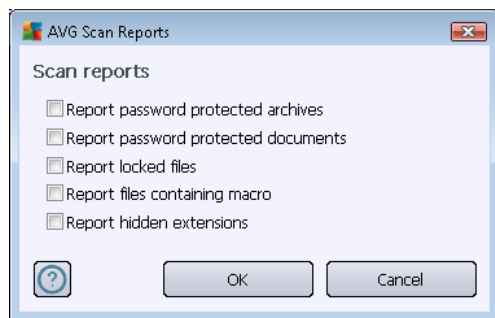 AVG Scan Reports
Scan reports
Report password protected archives
Report password protected documents
Report locked files
Report files containing macro
Report hidden extensions
? OK Cancel